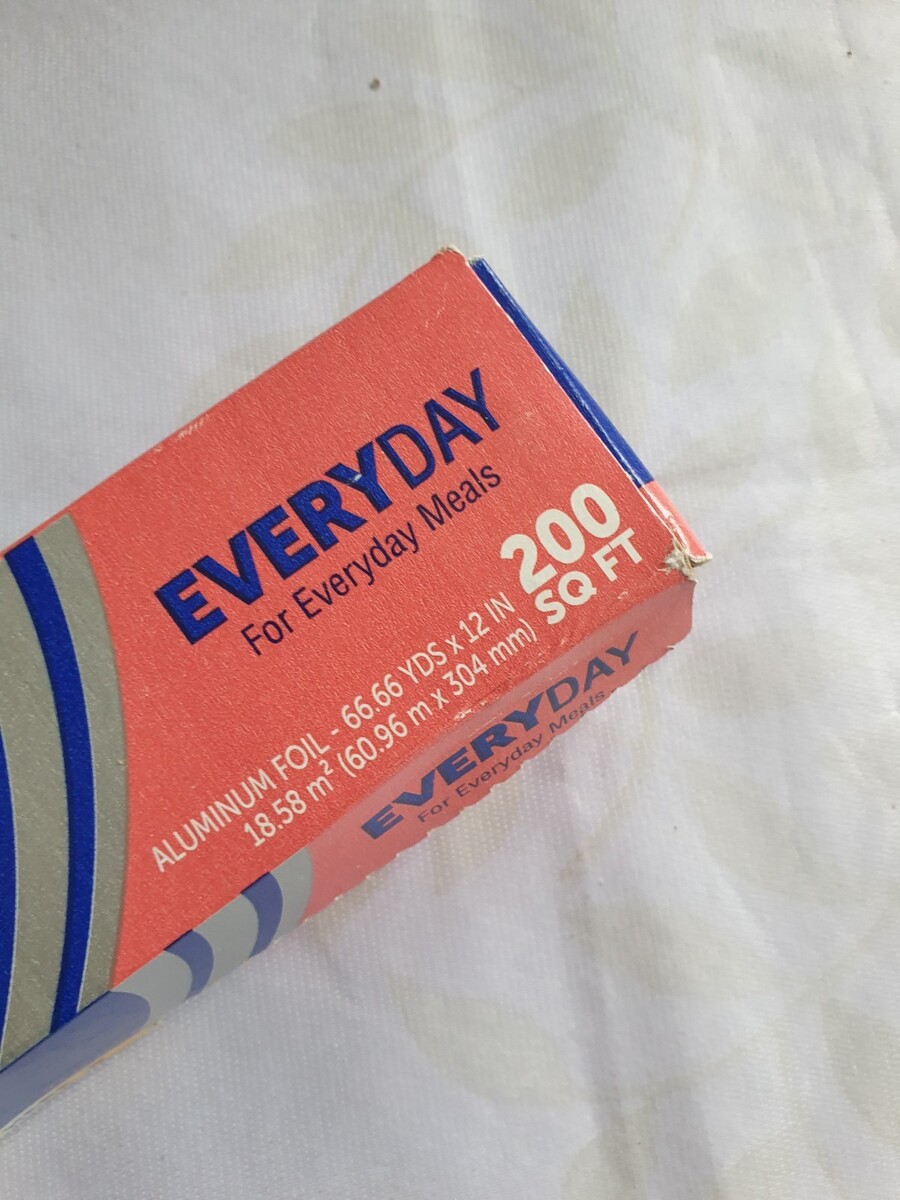 EVERYDAY
For Everyday Meals
200
SQ FT
ALUMINUM FOIL - 66.66 YDS x 12 IN
18.58 m² (60.96 m x 304 mm)
EVERYDAY
For Everyday Meals